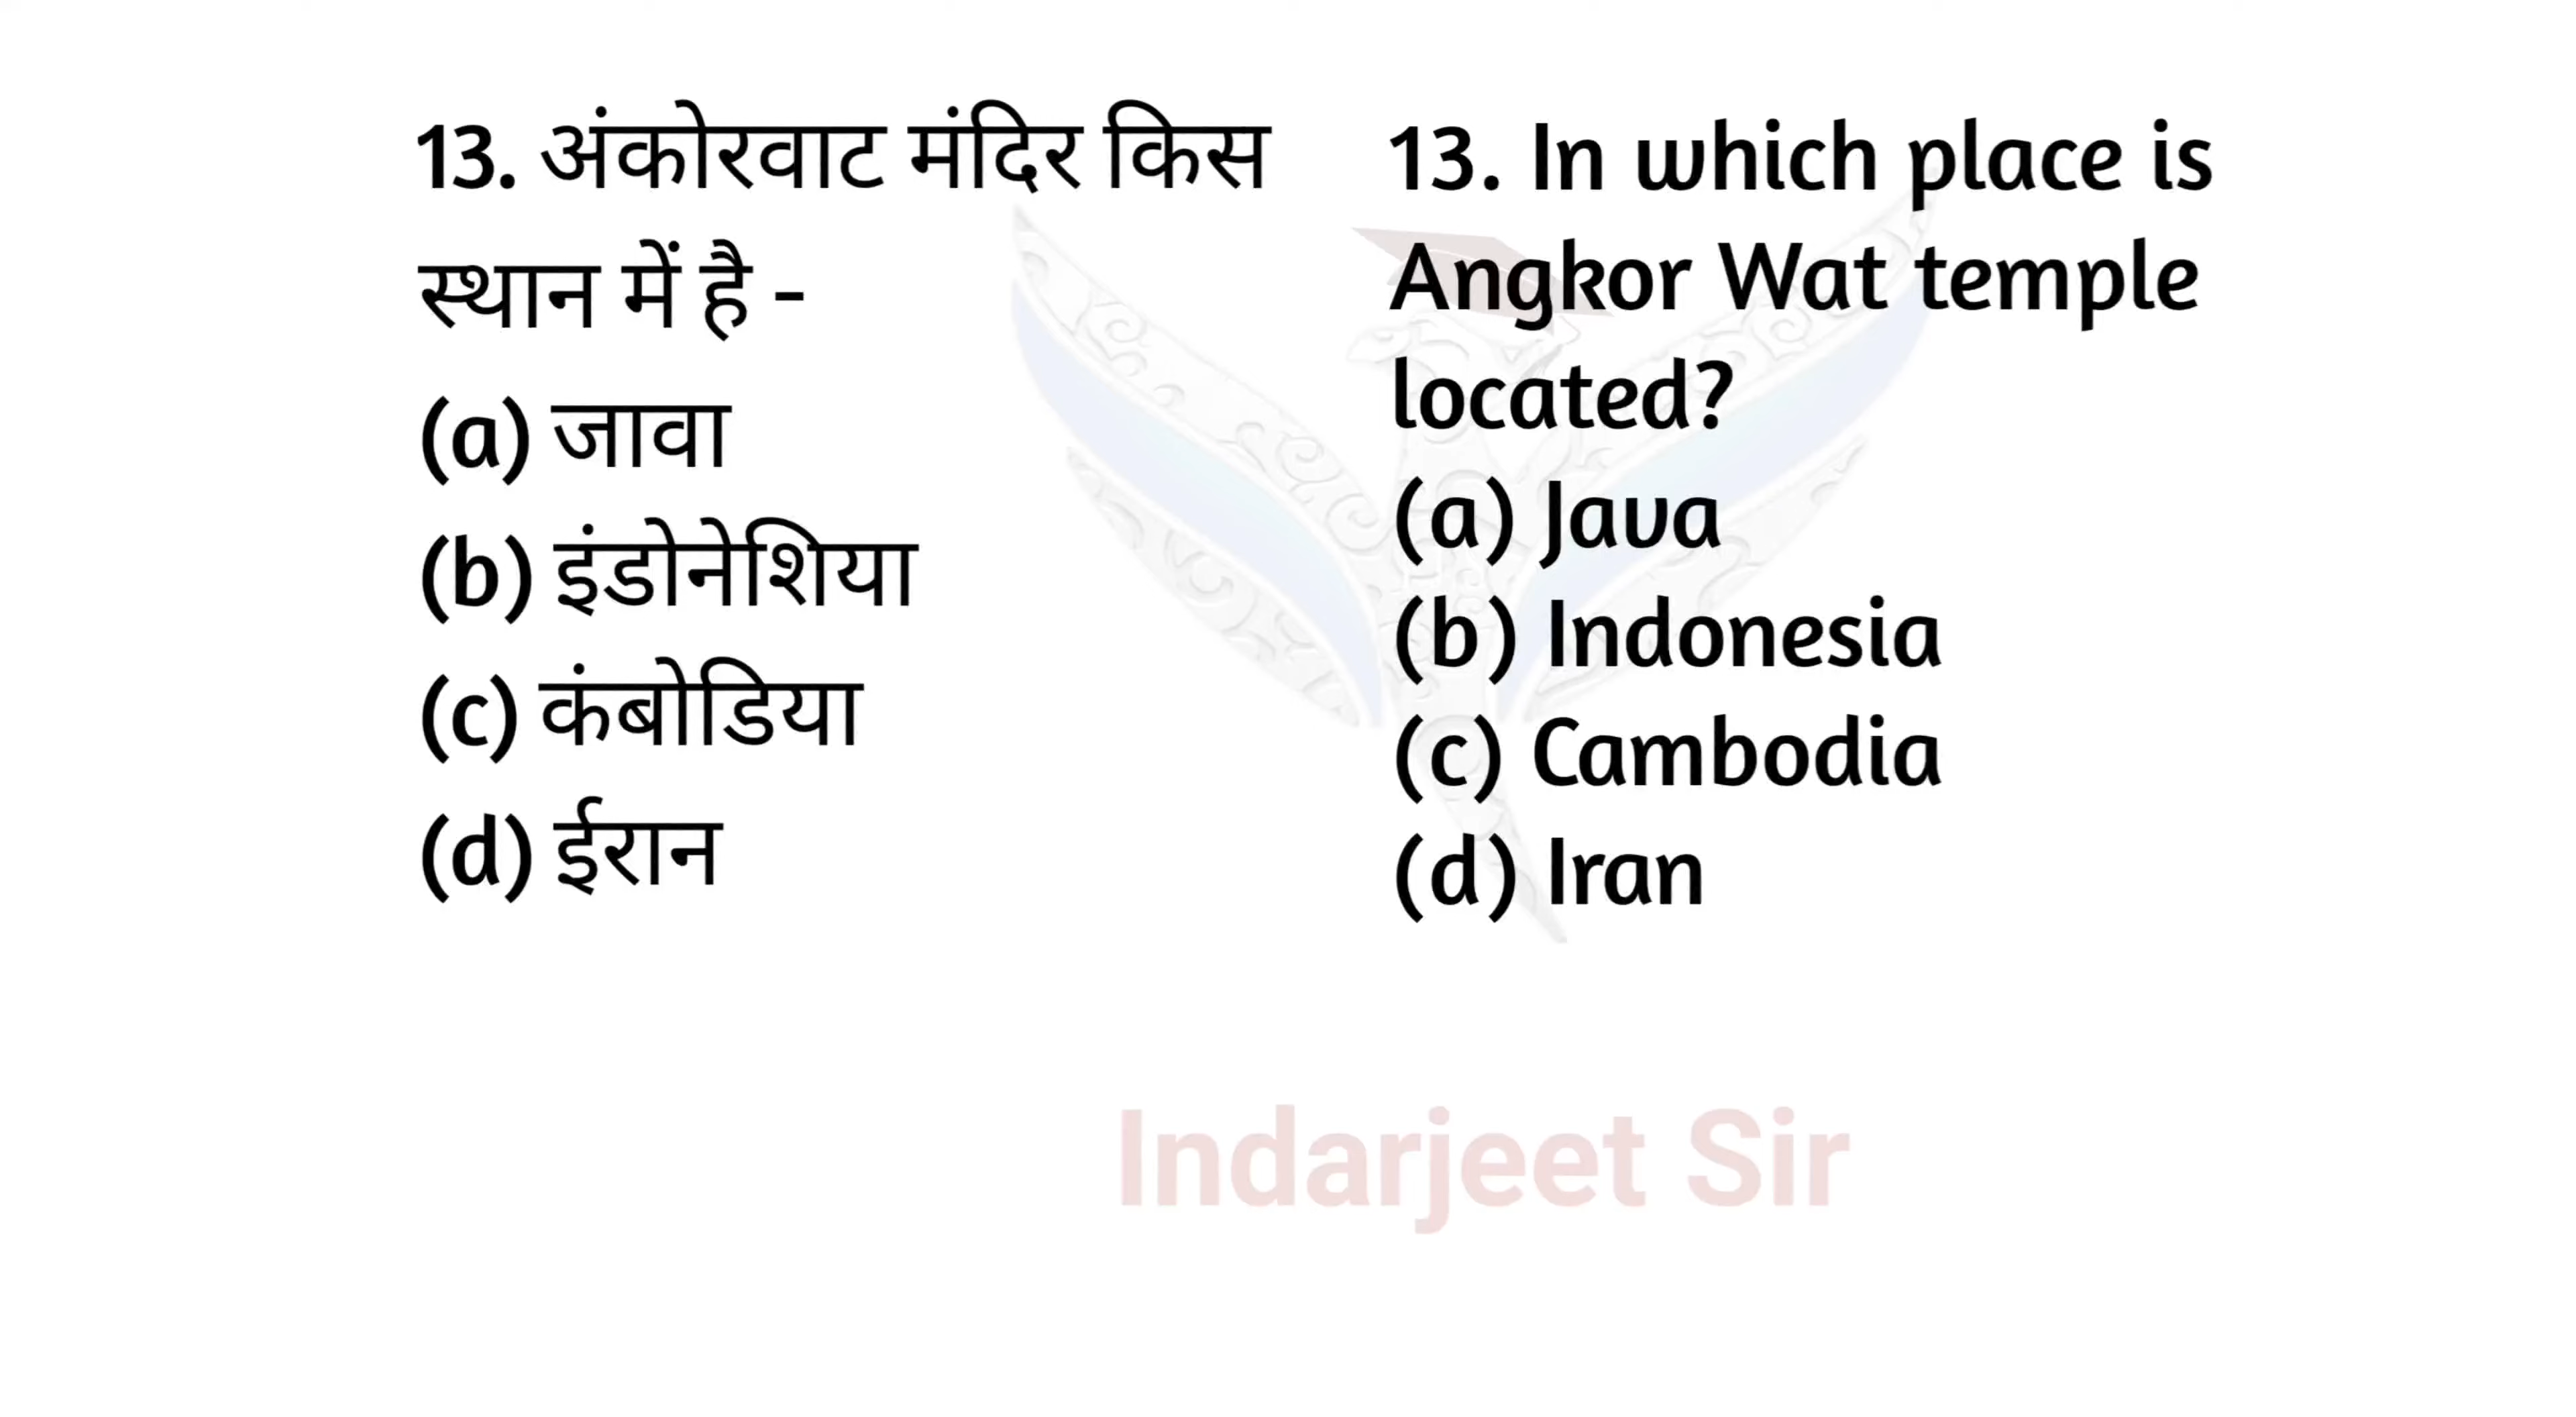 13. अंकोरवाट मंदिर किस
स्थान में है -
(a) जावा
(b) इंडोनेशिया
(c) कंबोडिया
(d) ईरान
13. In which place is
Angkor Wat temple
located?
(a) Java
(b) Indonesia
(c) Cambodia
(d) Iran
Indarjeet Sir